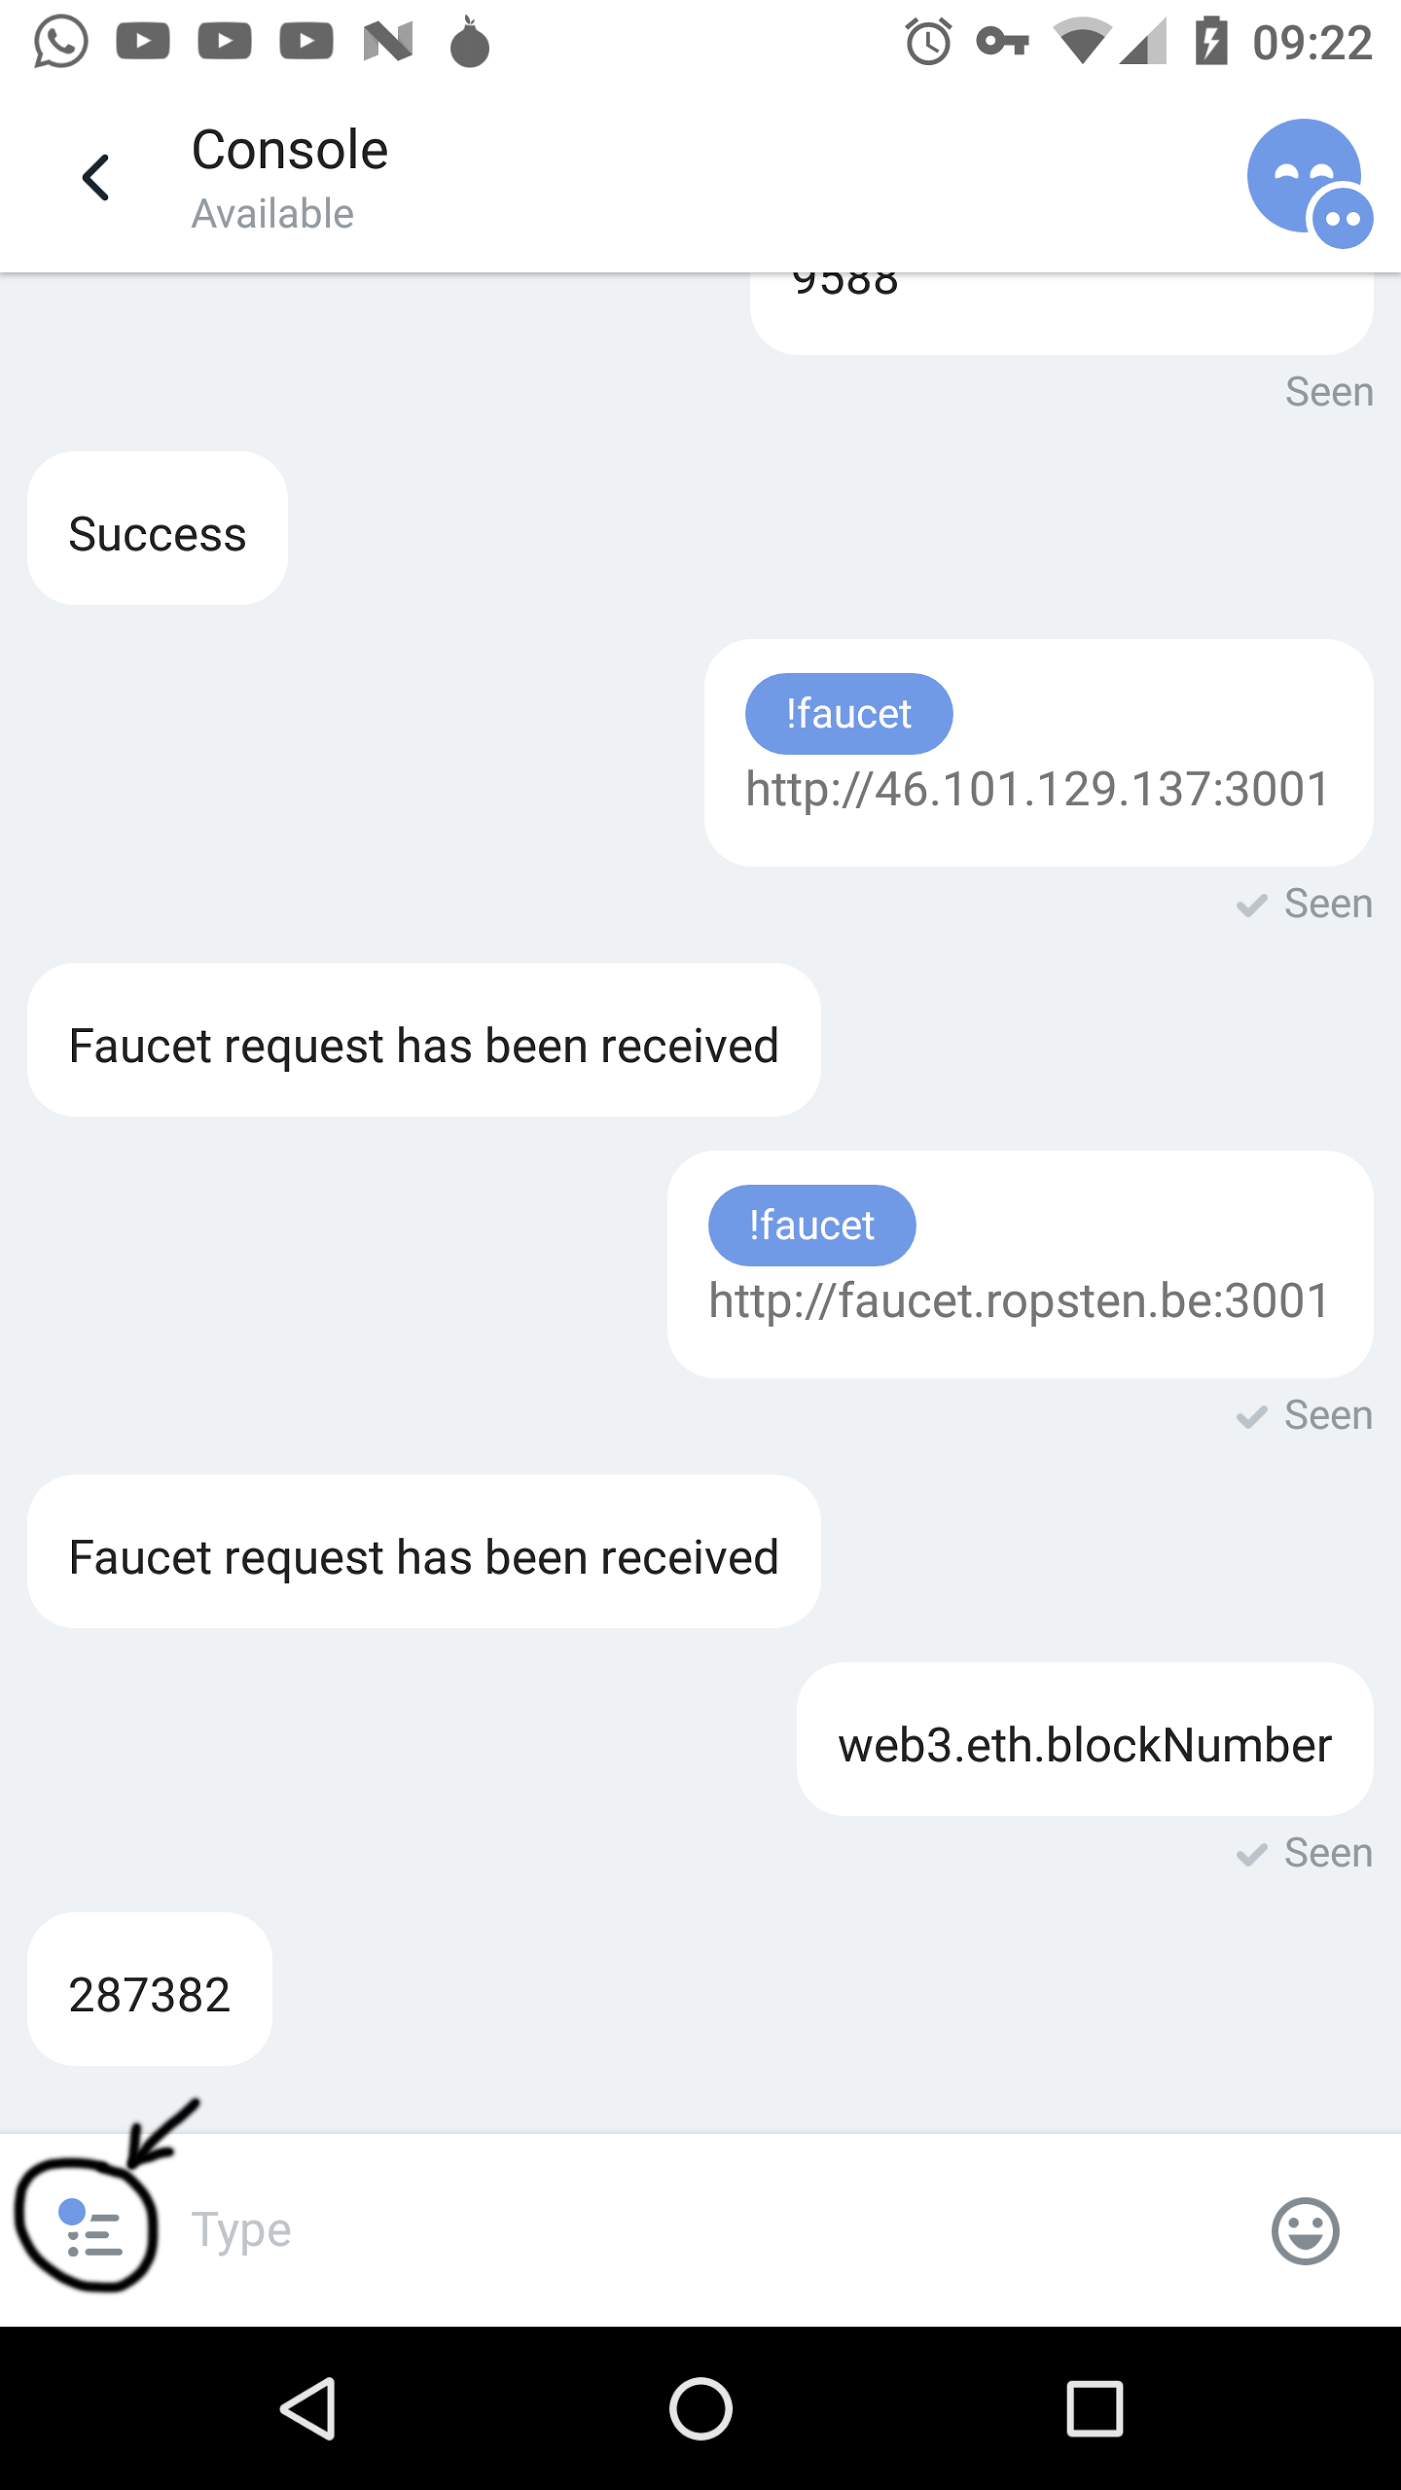 09:22
Console
Available
9588
Seen
Success
!faucet
http://46.101.129.137:3001
Seen
Faucet request has been received
!faucet
http://faucet.ropsten.be:3001
Seen
Faucet request has been received
web3.eth.blockNumber
Seen
287382
Type